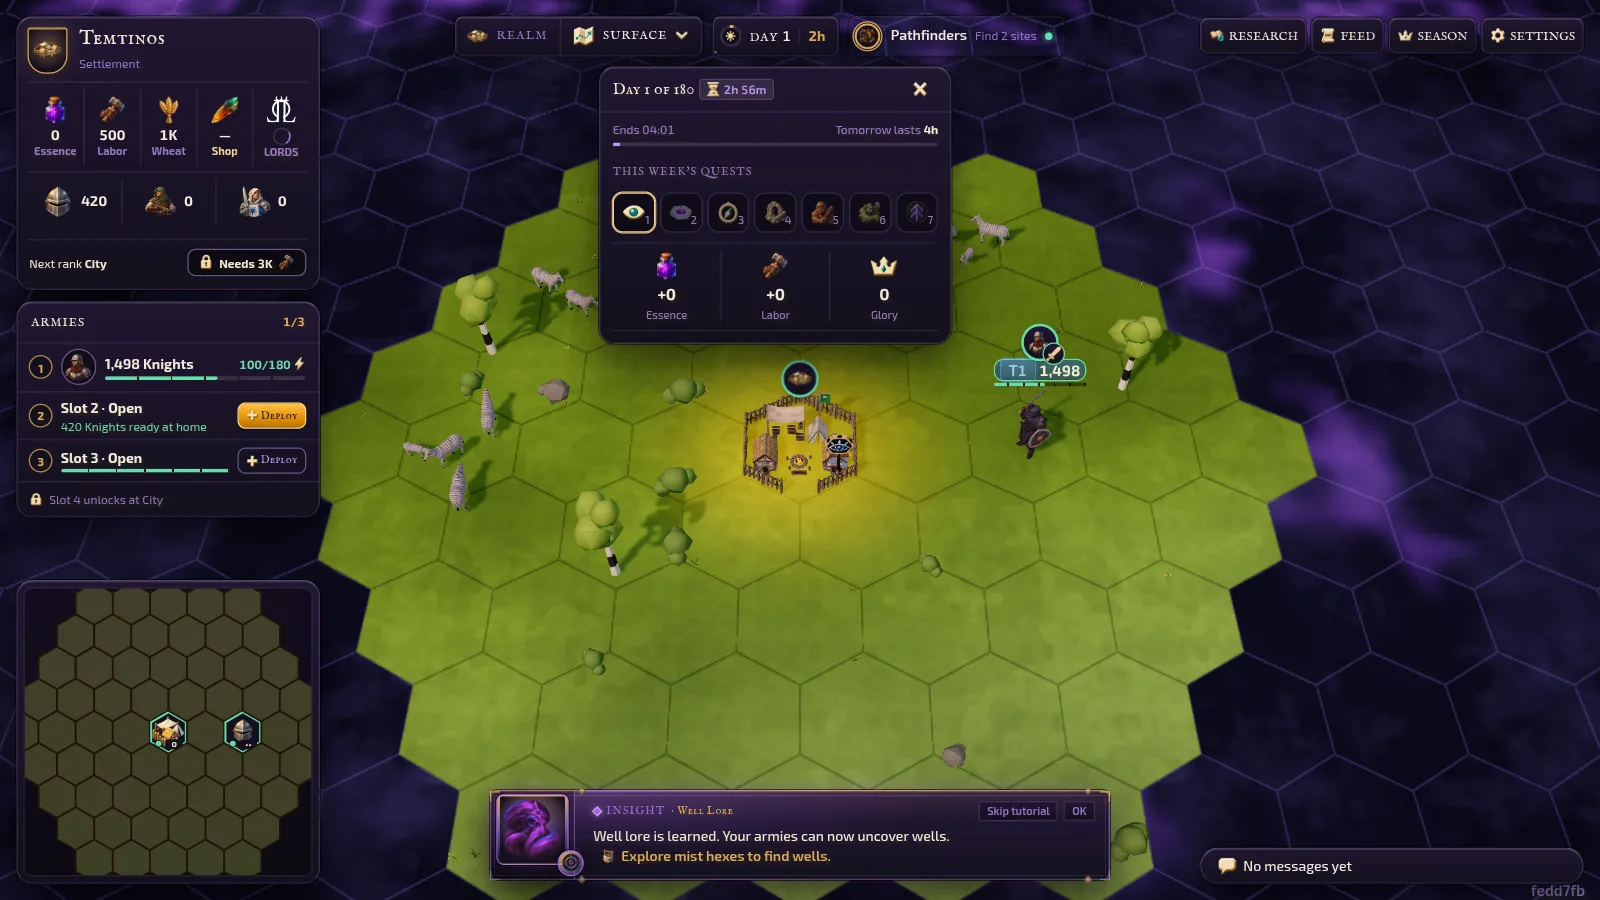 Temtinos
Settlement
0
Essence
500
Labor
1K
Wheat
—
Shop
LORDS
420
0
0
Next rank City
Needs 3K
ARMIES
1/3
1
1,498 Knights
100/180
2
Slot 2 · Open
420 Knights ready at home
Deploy
3
Slot 3 · Open
Deploy
Slot 4 unlocks at City
0
REALM
SURFACE
DAY 1
2h
Pathfinders
Find 2 sites
RESEARCH
FEED
SEASON
SETTINGS
Day 1 of 180
2h 56m
Ends 04:01
Tomorrow lasts 4h
THIS WEEK'S QUESTS
1
2
3
4
5
6
7
+0
Essence
+0
Labor
0
Glory
T1
1,498
INSIGHT · Well Lore
Skip tutorial
OK
Well lore is learned. Your armies can now uncover wells.
Explore mist hexes to find wells.
No messages yet
fedd7fb